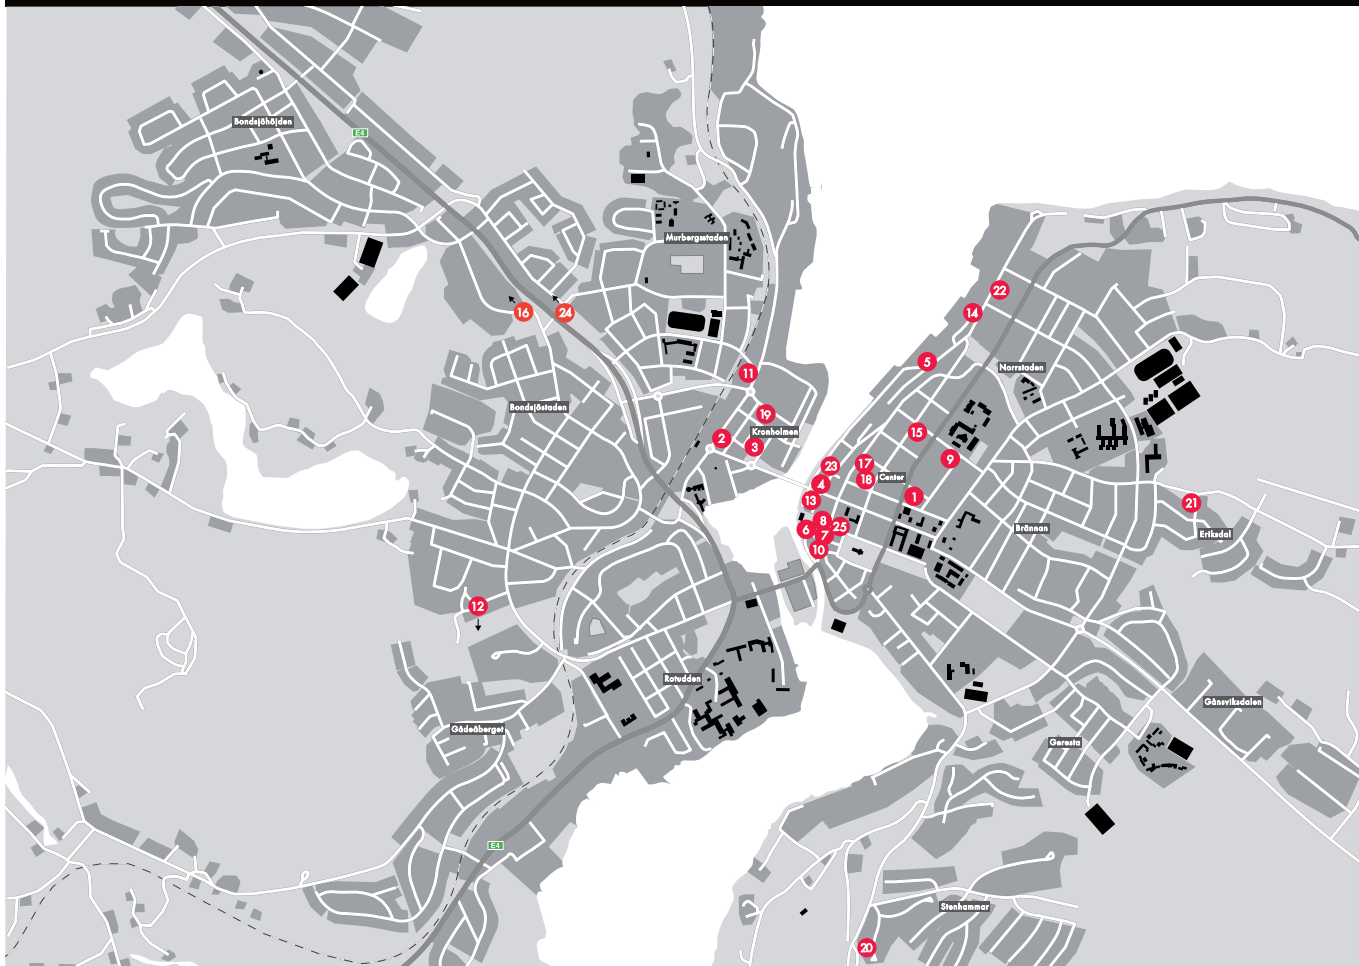 Bondsjöhöjden
E4
Murbergsstaden
22
16
24
14
5
Norrstaden
11
Bondsjöstaden
19
15
Kronholmen
2
3
9
23
17
Center
18
4
1
13
21
8
25
6
7
Brännan
Eriksdal
10
12
Rotudden
Gånsviksdalen
Gådeåberget
Geresta
E4
Stenhammar
20